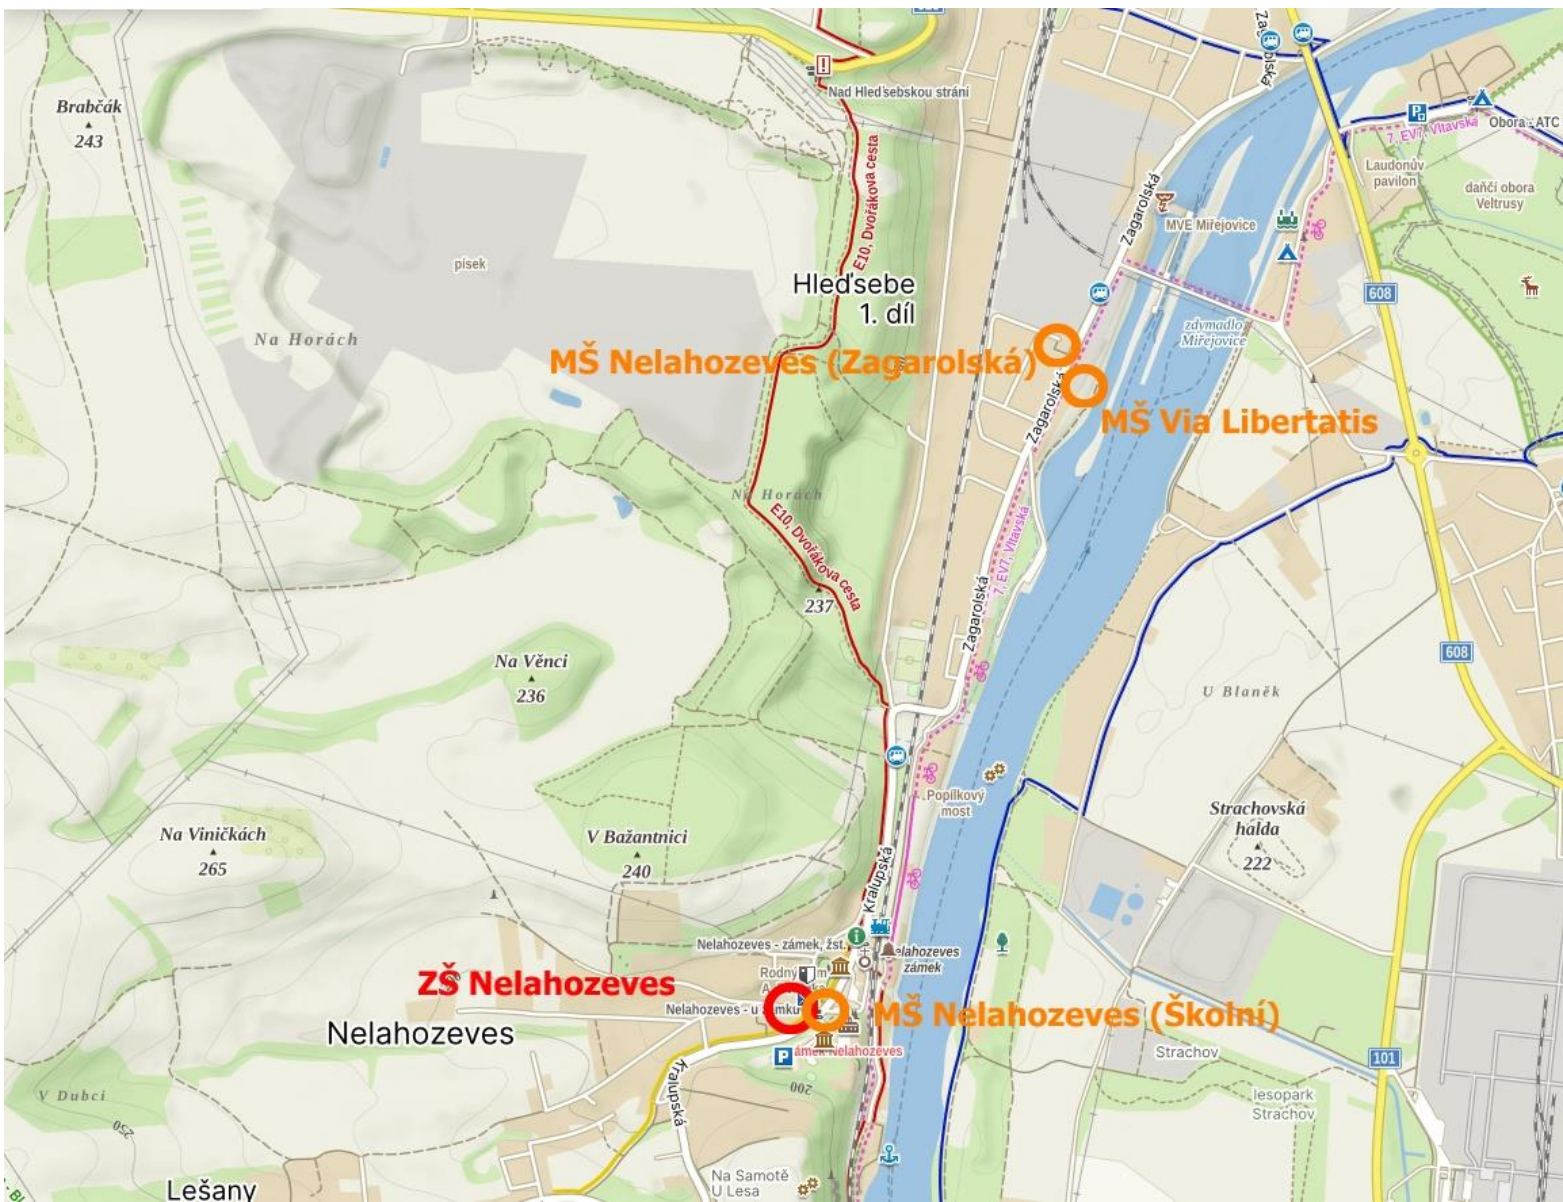 Zagarolská
Nad Hleďsebskou strání
Brabčák
243
Obora - ATC
7, EV7, Vltavská
Laudonův
pavilon
daňčí obora
Veltrusy
E10, Dvořákova cesta
Zagarolská
MVE Miřejovice
písek
Hleďsebe
1. díl
608
Na Horách
zdymadlo
Miřejovice
MŠ Nelahozeves (Zagarolská)
Zagarolská
MŠ Via Libertatis
Na Horách
E10, Dvořákova cesta
7, EV7, Vltavská
237
Zagarolská
608
Na Věnci
236
U Blaněk
Popílkový
most
Strachovská
halda
222
Na Viničkách
265
V Bažantnici
240
Kralupská
Nelahozeves - zámek, žst.
Nelahozeves
zámek
ZŠ Nelahozeves
Nelahozeves - u zámku
MŠ Nelahozeves (Školní)
Nelahozeves
P
zámek Nelahozeves
Strachov
101
Kralupská
200
V Dubcí
250
lesopark
Strachov
Na Samotě
U Lesa
Lešany